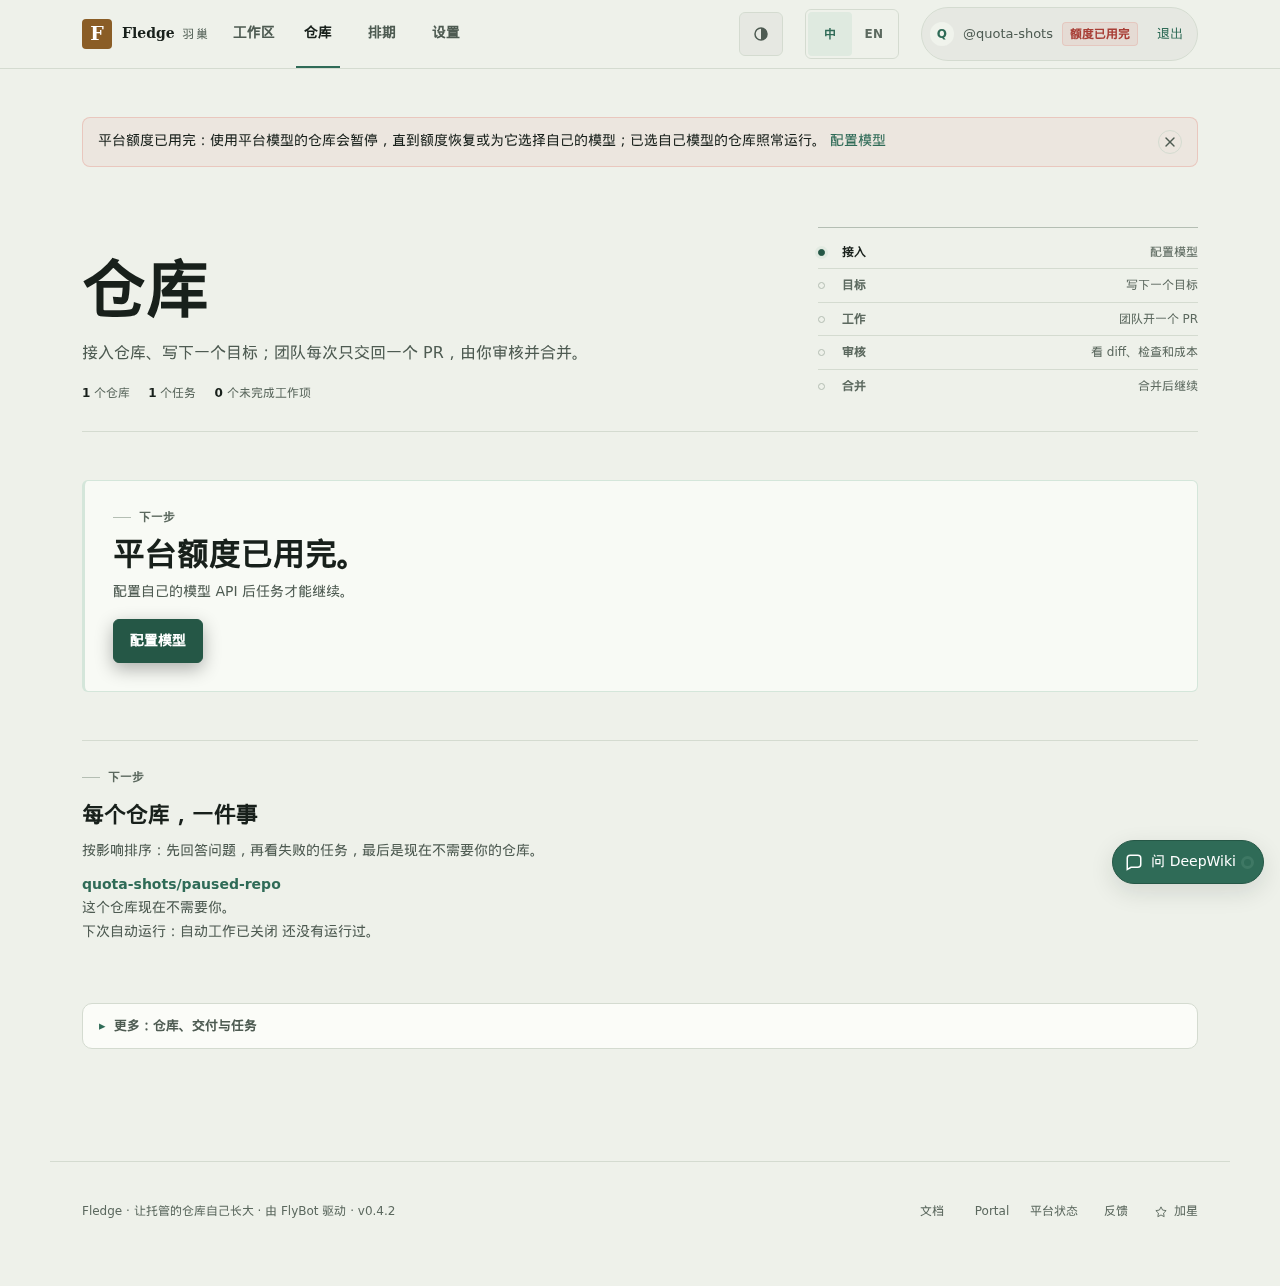 F Fledge 羽巢 工作区 仓库 排期 设置 中 EN Q @quota-shots 额度已用完 退出
平台额度已用完：使用平台模型的仓库会暂停，直到额度恢复或为它选择自己的模型；已选自己模型的仓库照常运行。 配置模型
仓库
接入仓库、写下一个目标；团队每次只交回一个 PR，由你审核并合并。
1 个仓库 1 个任务 0 个未完成工作项
接入 配置模型
目标 写下一个目标
工作 团队开一个 PR
审核 看 diff、检查和成本
合并 合并后继续
下一步
平台额度已用完。
配置自己的模型 API 后任务才能继续。
配置模型
下一步
每个仓库，一件事
按影响排序：先回答问题，再看失败的任务，最后是现在不需要你的仓库。
quota-shots/paused-repo
这个仓库现在不需要你。
下次自动运行：自动工作已关闭 还没有运行过。
问 DeepWiki
更多：仓库、交付与任务
Fledge · 让托管的仓库自己长大 · 由 FlyBot 驱动 · v0.4.2 文档 Portal 平台状态 反馈 加星